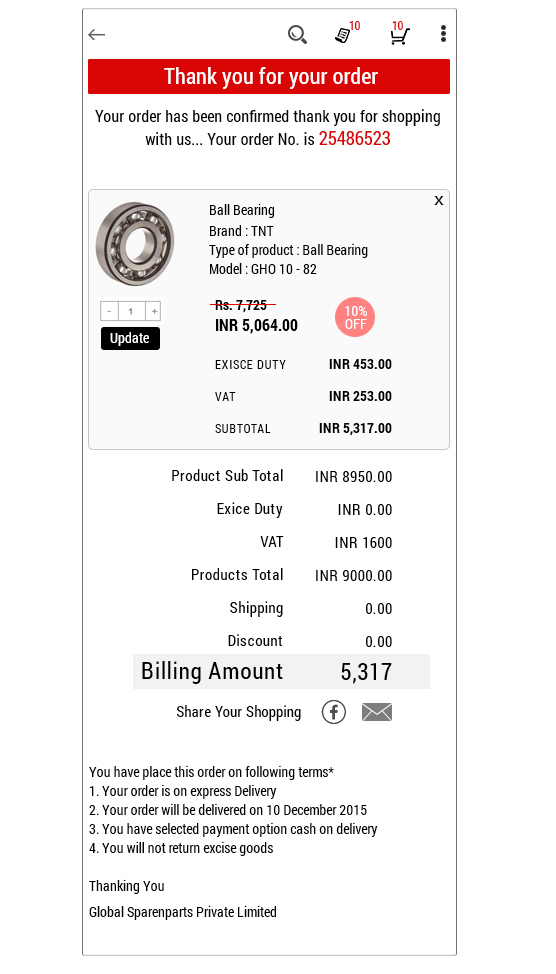 10
10
Thank you for your order
Your order has been confirmed thank you for shopping
with us... Your order No. is 25486523
x
Ball Bearing
Brand : TNT
Type of product : Ball Bearing
Model : GHO 10 - 82
- 1 +
Update
Rs. 7,725
INR 5,064.00
10%
OFF
EXISCE DUTY INR 453.00
VAT INR 253.00
SUBTOTAL INR 5,317.00
Product Sub Total INR 8950.00
Exice Duty INR 0.00
VAT INR 1600
Products Total INR 9000.00
Shipping 0.00
Discount 0.00
Billing Amount 5,317
Share Your Shopping
You have place this order on following terms*
1. Your order is on express Delivery
2. Your order will be delivered on 10 December 2015
3. You have selected payment option cash on delivery
4. You will not return excise goods
Thanking You
Global Sparenparts Private Limited